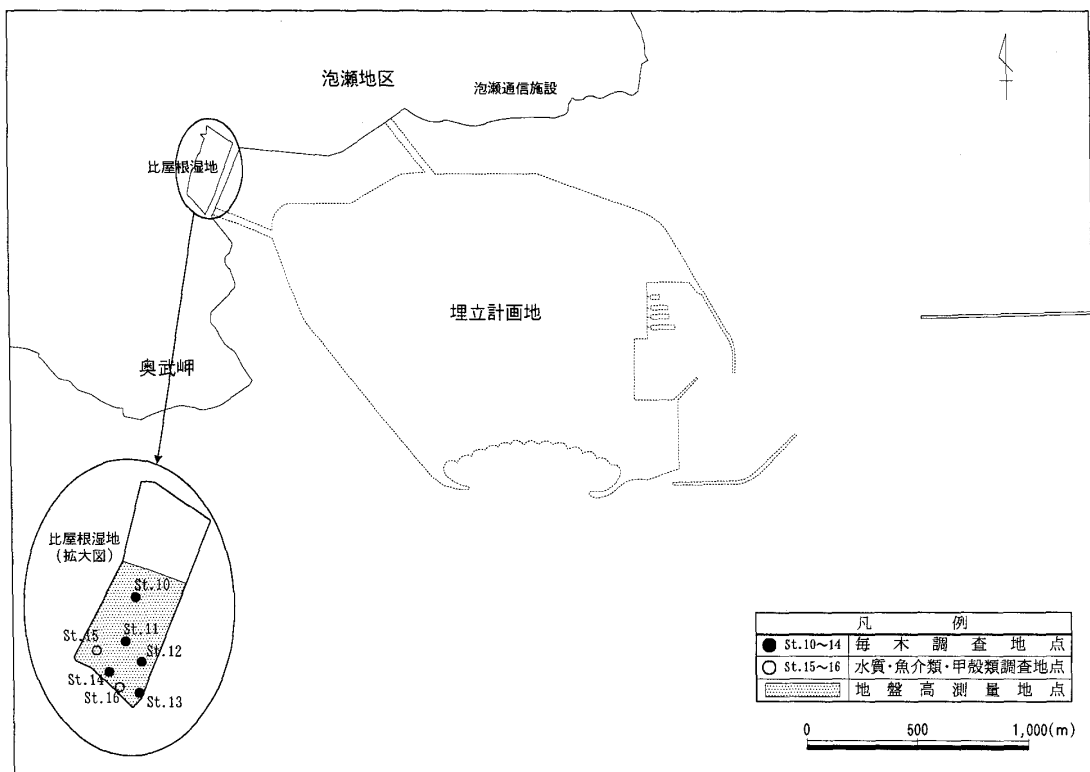 泡瀬地区
泡瀬通信施設
比屋根湿地
埋立計画地
奥武岬
比屋根湿地
(拡大図)
St.10
St.11
St.15
St.12
St.14
St.16
St.13
凡 例
St.10~14 毎木調査地点
St.15~16 水質・魚介類・甲殻類調査地点
地盤高測量地点
0 500 1,000(m)